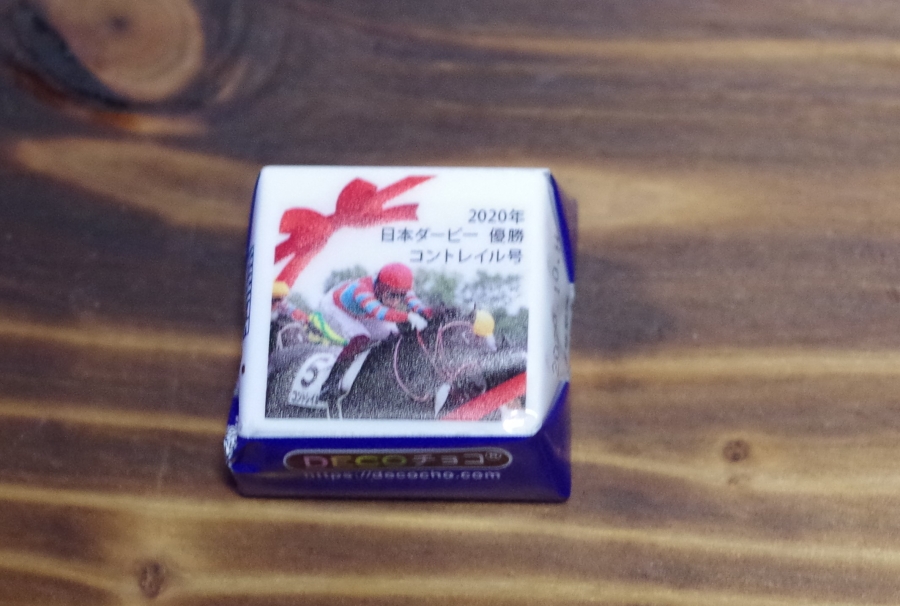 2020年
日本ダービー 優勝
コントレイル号
5
DECOチョコ®
https://decocho.com